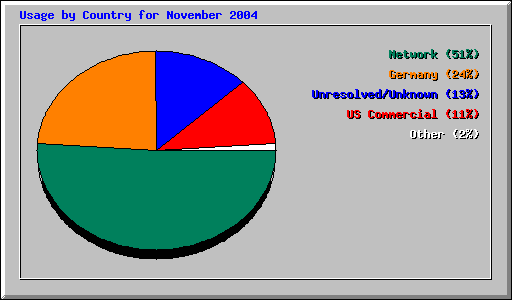 Usage by Country for November 2004
Network (51%)
Germany (24%)
Unresolved/Unknown (13%)
US Commercial (11%)
Other (2%)